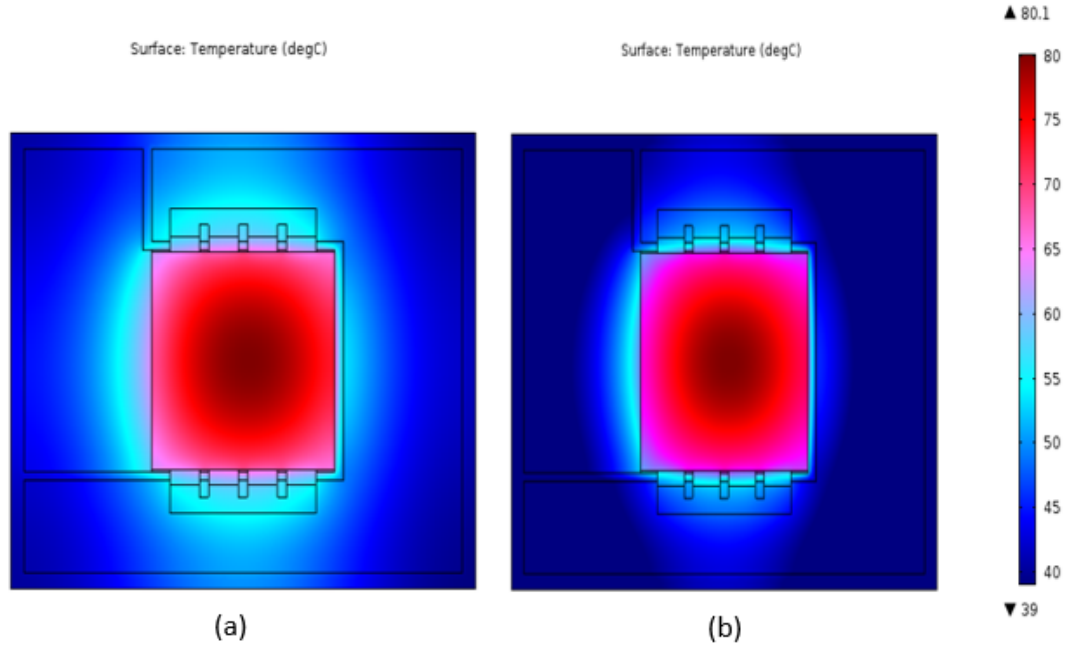 Surface: Temperature (degC)
Surface: Temperature (degC)
▲ 80.1
80
75
70
65
60
55
50
45
40
▼ 39
(a)
(b)